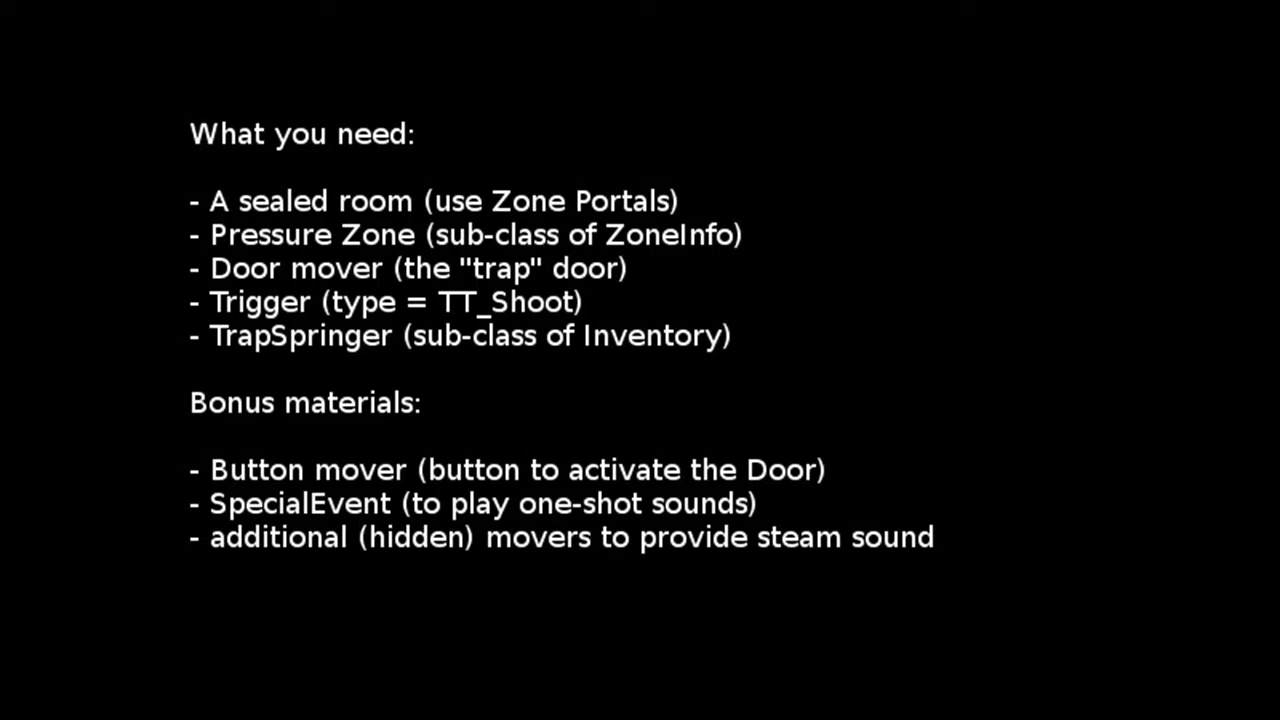 What you need:
- A sealed room (use Zone Portals)
- Pressure Zone (sub-class of ZoneInfo)
- Door mover (the "trap" door)
- Trigger (type = TT_Shoot)
- TrapSpringer (sub-class of Inventory)
Bonus materials:
- Button mover (button to activate the Door)
- SpecialEvent (to play one-shot sounds)
- additional (hidden) movers to provide steam sound